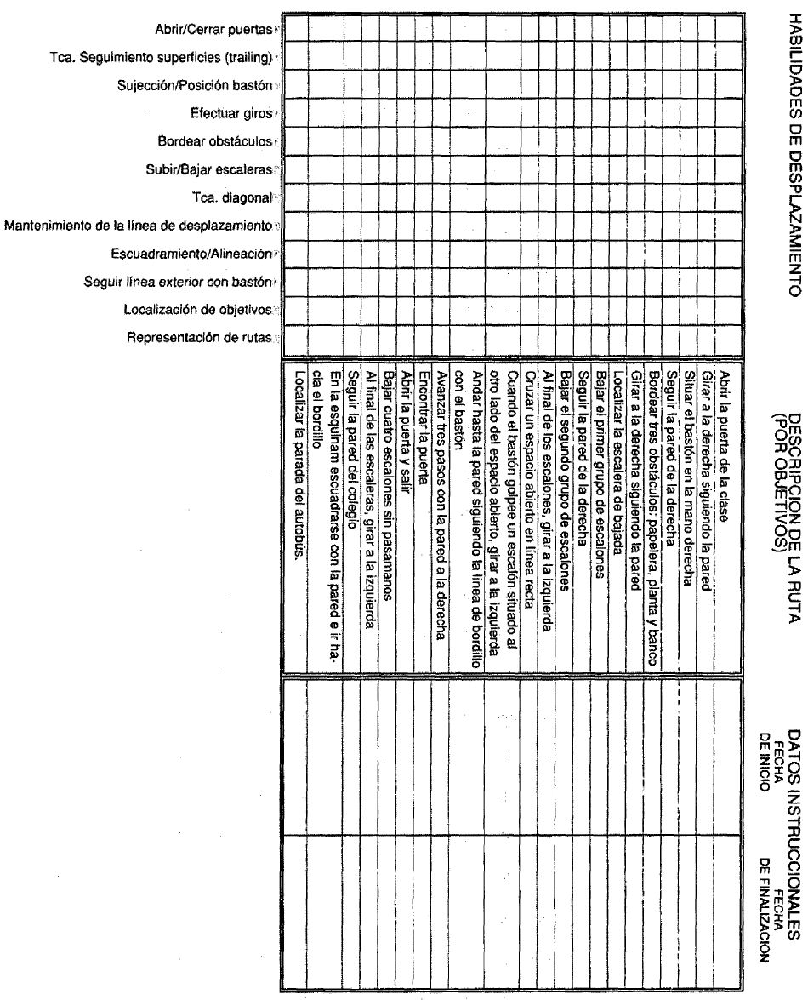 HABILIDADES DE DESPLAZAMIENTO
Abrir/Cerrar puertas
Tca. Seguimiento superficies (trailing)
Sujección/Posición bastón
Efectuar giros
Bordear obstáculos
Subir/Bajar escaleras
Tca. diagonal
Mantenimiento de la línea de desplazamiento
Escuadramiento/Alineación
Seguir línea exterior con bastón
Localización de objetivos
Representación de rutas
DESCRIPCION DE LA RUTA
(POR OBJETIVOS)
Abrir la puerta de la clase
Girar a la derecha siguiendo la pared
Situar el bastón en la mano derecha
Seguir la pared de la derecha
Bordear tres obstáculos: papelera, planta y banco
Girar a la derecha siguiendo la pared
Localizar la escalera de bajada
Bajar el primer grupo de escalones
Seguir la pared de la derecha
Bajar el segundo grupo de escalones
Al final de los escalones, girar a la izquierda
Cruzar un espacio abierto en línea recta
Cuando el bastón golpee un escalón situado al
otro lado del espacio abierto, girar a la izquierda
Andar hasta la pared siguiendo la línea de bordillo
con el bastón
Avanzar tres pasos con la pared a la derecha
Encontrar la puerta
Abrir la puerta y salir
Bajar cuatro escalones sin pasamanos
Al final de las escaleras, girar a la izquierda
Seguir la pared del colegio
En la esquinam escuadrarse con la pared e ir ha-
cia el bordillo
Localizar la parada del autobús.
DATOS INSTRUCCIONALES
FECHA
DE INICIO
FECHA
DE FINALIZACION